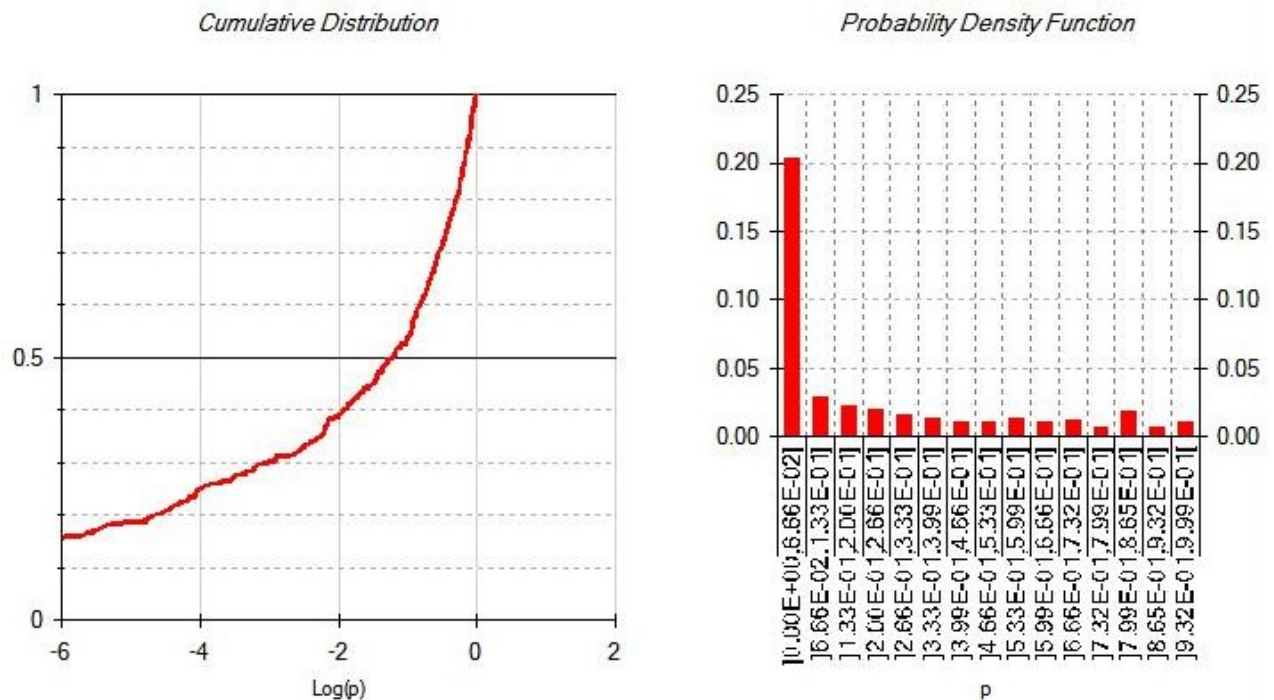 Cumulative Distribution
1
0.5
0
-6
-4
-2
0
2
Log(p)
Probability Density Function
0.25
0.20
0.15
0.10
0.05
0.00
0.25
0.20
0.15
0.10
0.05
0.00
]0.00E+00,6.66E-02]
]6.66E-02,1.33E-01]
]1.33E-01,2.00E-01]
]2.00E-01,2.66E-01]
]2.66E-01,3.33E-01]
]3.33E-01,3.99E-01]
]3.99E-01,4.66E-01]
]4.66E-01,5.33E-01]
]5.33E-01,5.99E-01]
]5.99E-01,6.66E-01]
]6.66E-01,7.32E-01]
]7.32E-01,7.99E-01]
]7.99E-01,8.65E-01]
]8.65E-01,9.32E-01]
]9.32E-01,9.99E-01[
p